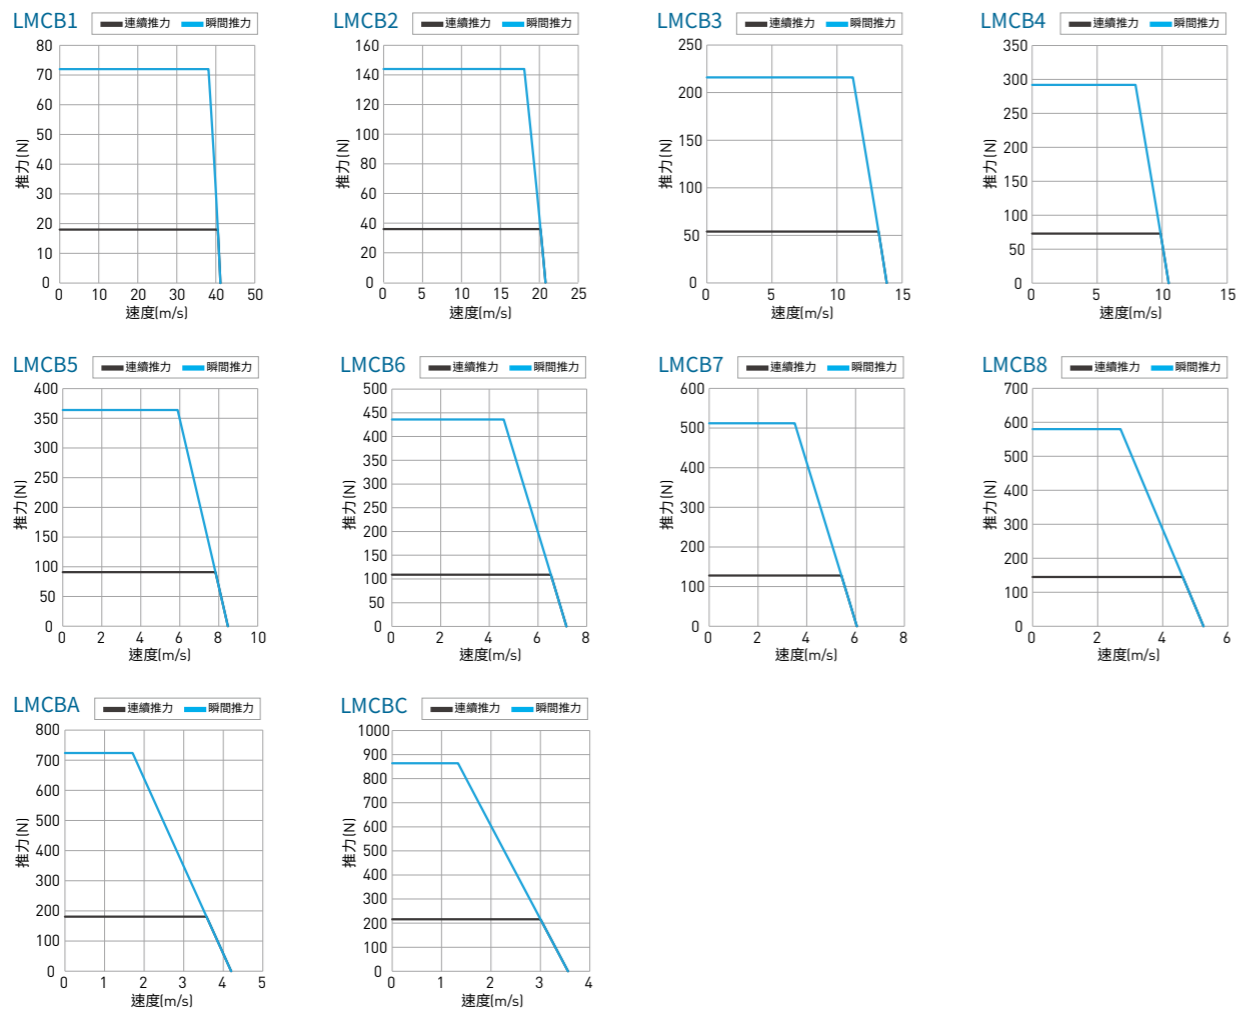 LMCB1 連續推力 瞬間推力
推力(N)
80
70
60
50
40
30
20
10
0
0 10 20 30 40 50
速度(m/s)
LMCB2 連續推力 瞬間推力
推力(N)
160
140
120
100
80
60
40
20
0
0 5 10 15 20 25
速度(m/s)
LMCB3 連續推力 瞬間推力
推力(N)
250
200
150
100
50
0
0 5 10 15
速度(m/s)
LMCB4 連續推力 瞬間推力
推力(N)
350
300
250
200
150
100
50
0
0 5 10 15
速度(m/s)
LMCB5 連續推力 瞬間推力
推力(N)
400
350
300
250
200
150
100
50
0
0 2 4 6 8 10
速度(m/s)
LMCB6 連續推力 瞬間推力
推力(N)
500
450
400
350
300
250
200
150
100
50
0
0 2 4 6 8
速度(m/s)
LMCB7 連續推力 瞬間推力
推力(N)
600
500
400
300
200
100
0
0 2 4 6 8
速度(m/s)
LMCB8 連續推力 瞬間推力
推力(N)
700
600
500
400
300
200
100
0
0 2 4 6
速度(m/s)
LMCBA 連續推力 瞬間推力
推力(N)
800
700
600
500
400
300
200
100
0
0 1 2 3 4 5
速度(m/s)
LMCBC 連續推力 瞬間推力
推力(N)
1000
900
800
700
600
500
400
300
200
100
0
0 1 2 3 4
速度(m/s)